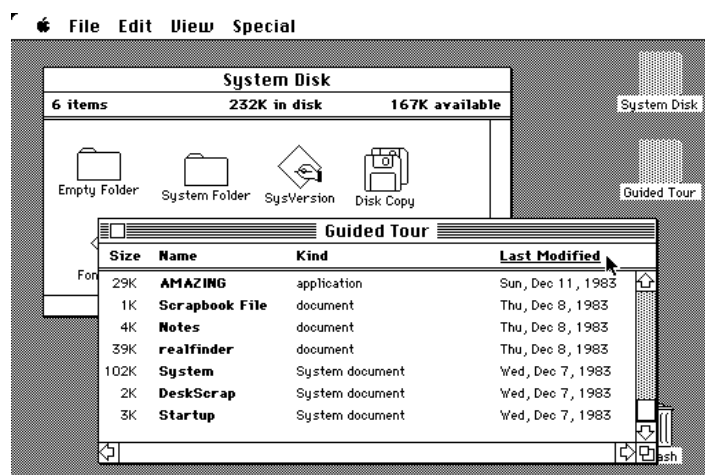 File Edit View Special
System Disk
6 items 232K in disk 167K available
Empty Folder System Folder SysVersion Disk Copy
System Disk
Guided Tour
Fon
Guided Tour
Size Name Kind Last Modified
29K AMAZING application Sun, Dec 11, 1983
1K Scrapbook File document Thu, Dec 8, 1983
4K Notes document Thu, Dec 8, 1983
39K realfinder document Thu, Dec 8, 1983
102K System System document Wed, Dec 7, 1983
2K DeskScrap System document Wed, Dec 7, 1983
3K Startup System document Wed, Dec 7, 1983
ash